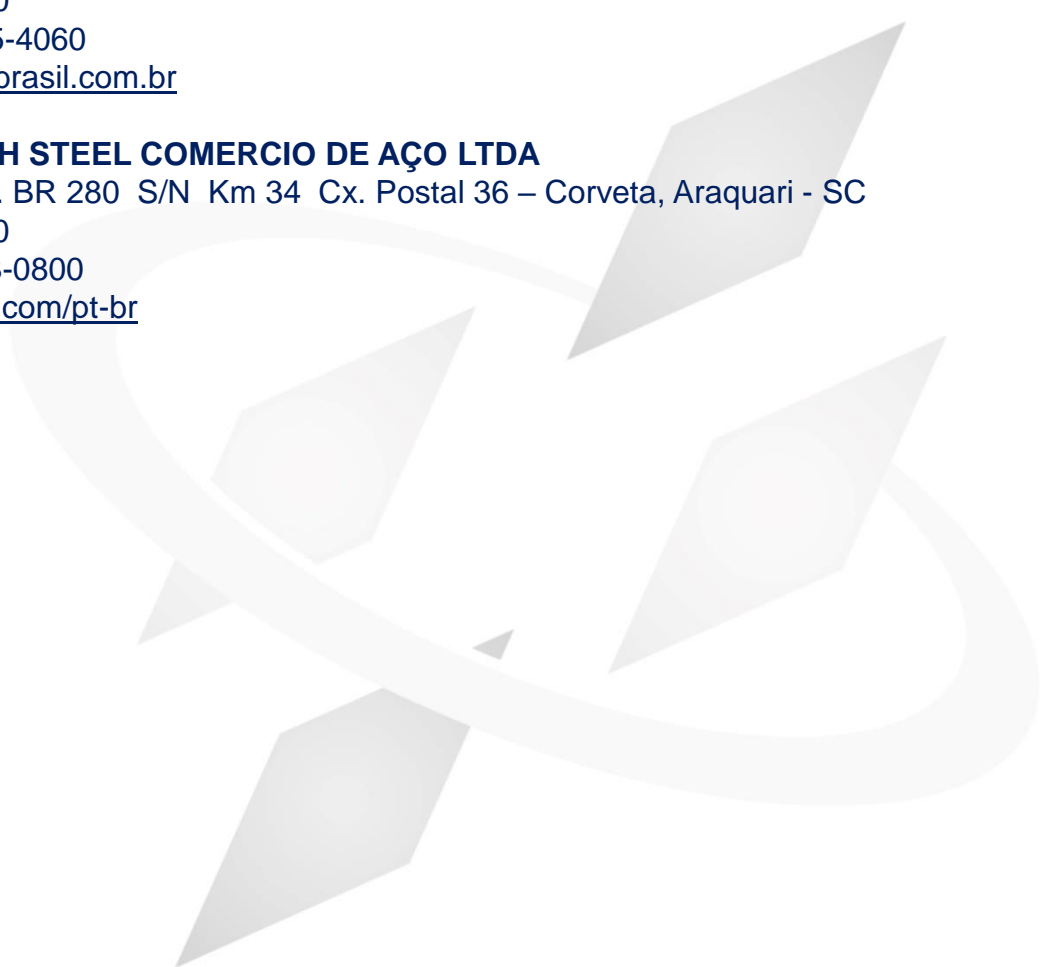 0
5-4060
brasil.com.br
H STEEL COMERCIO DE AÇO LTDA
. BR 280 S/N Km 34 Cx. Postal 36 – Corveta, Araquari - SC
0
-0800
.com/pt-br